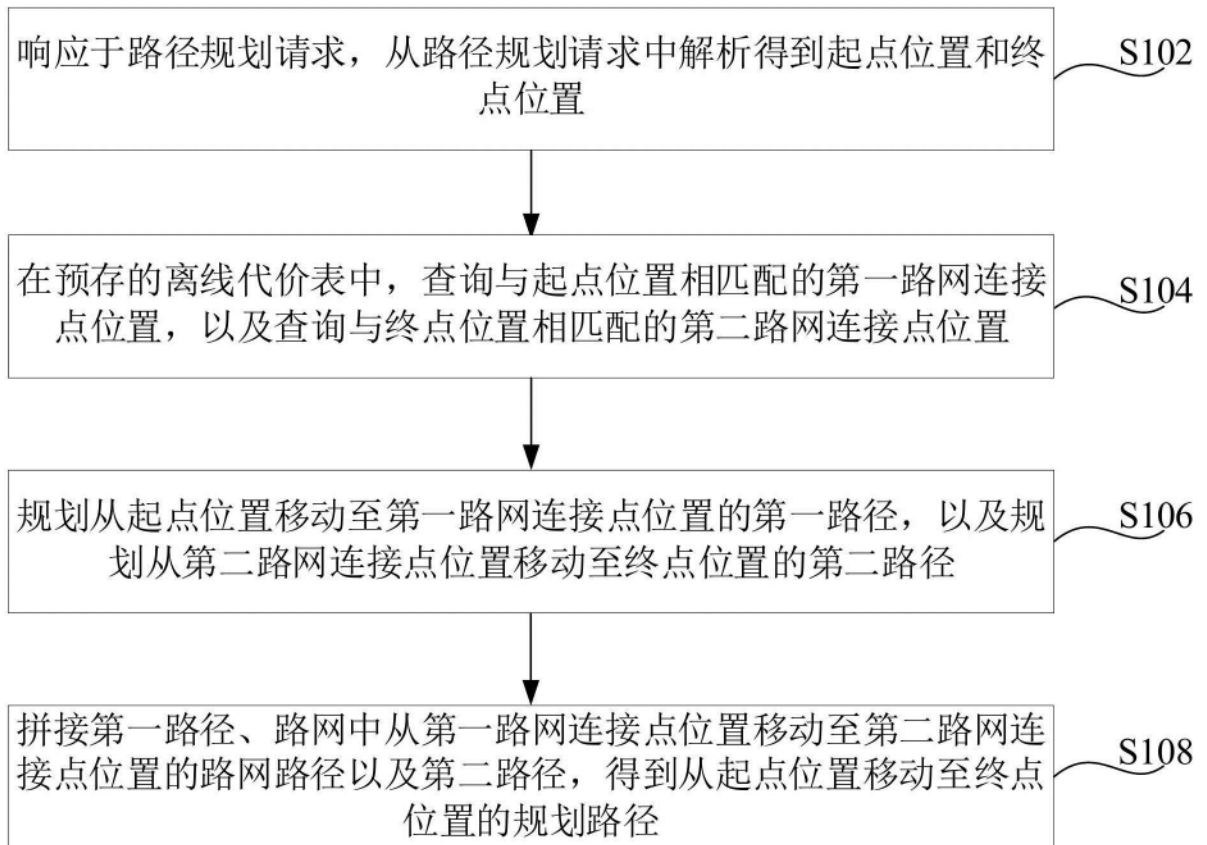 响应于路径规划请求，从路径规划请求中解析得到起点位置和终
点位置
S102
在预存的离线代价表中，查询与起点位置相匹配的第一路网连接
点位置，以及查询与终点位置相匹配的第二路网连接点位置
S104
规划从起点位置移动至第一路网连接点位置的第一路径，以及规
划从第二路网连接点位置移动至终点位置的第二路径
S106
拼接第一路径、路网中从第一路网连接点位置移动至第二路网连
接点位置的路网路径以及第二路径，得到从起点位置移动至终点
位置的规划路径
S108